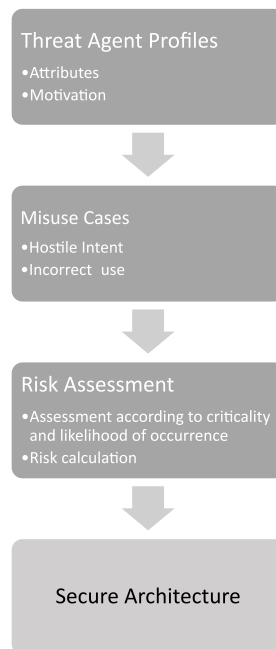 Threat Agent Profiles
•Attributes
•Motivation
Misuse Cases
•Hostile Intent
•Incorrect use
Risk Assessment
•Assessment according to criticality
and likelihood of occurrence
•Risk calculation
Secure Architecture